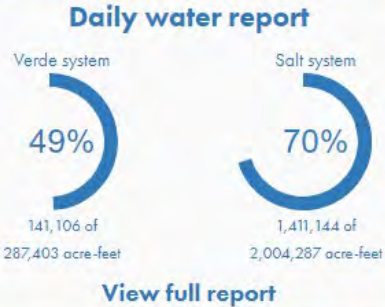 Daily water report
Verde system
49%
141,106 of
287,403 acre-feet
Salt system
70%
1,411,144 of
2,004,287 acre-feet
View full report